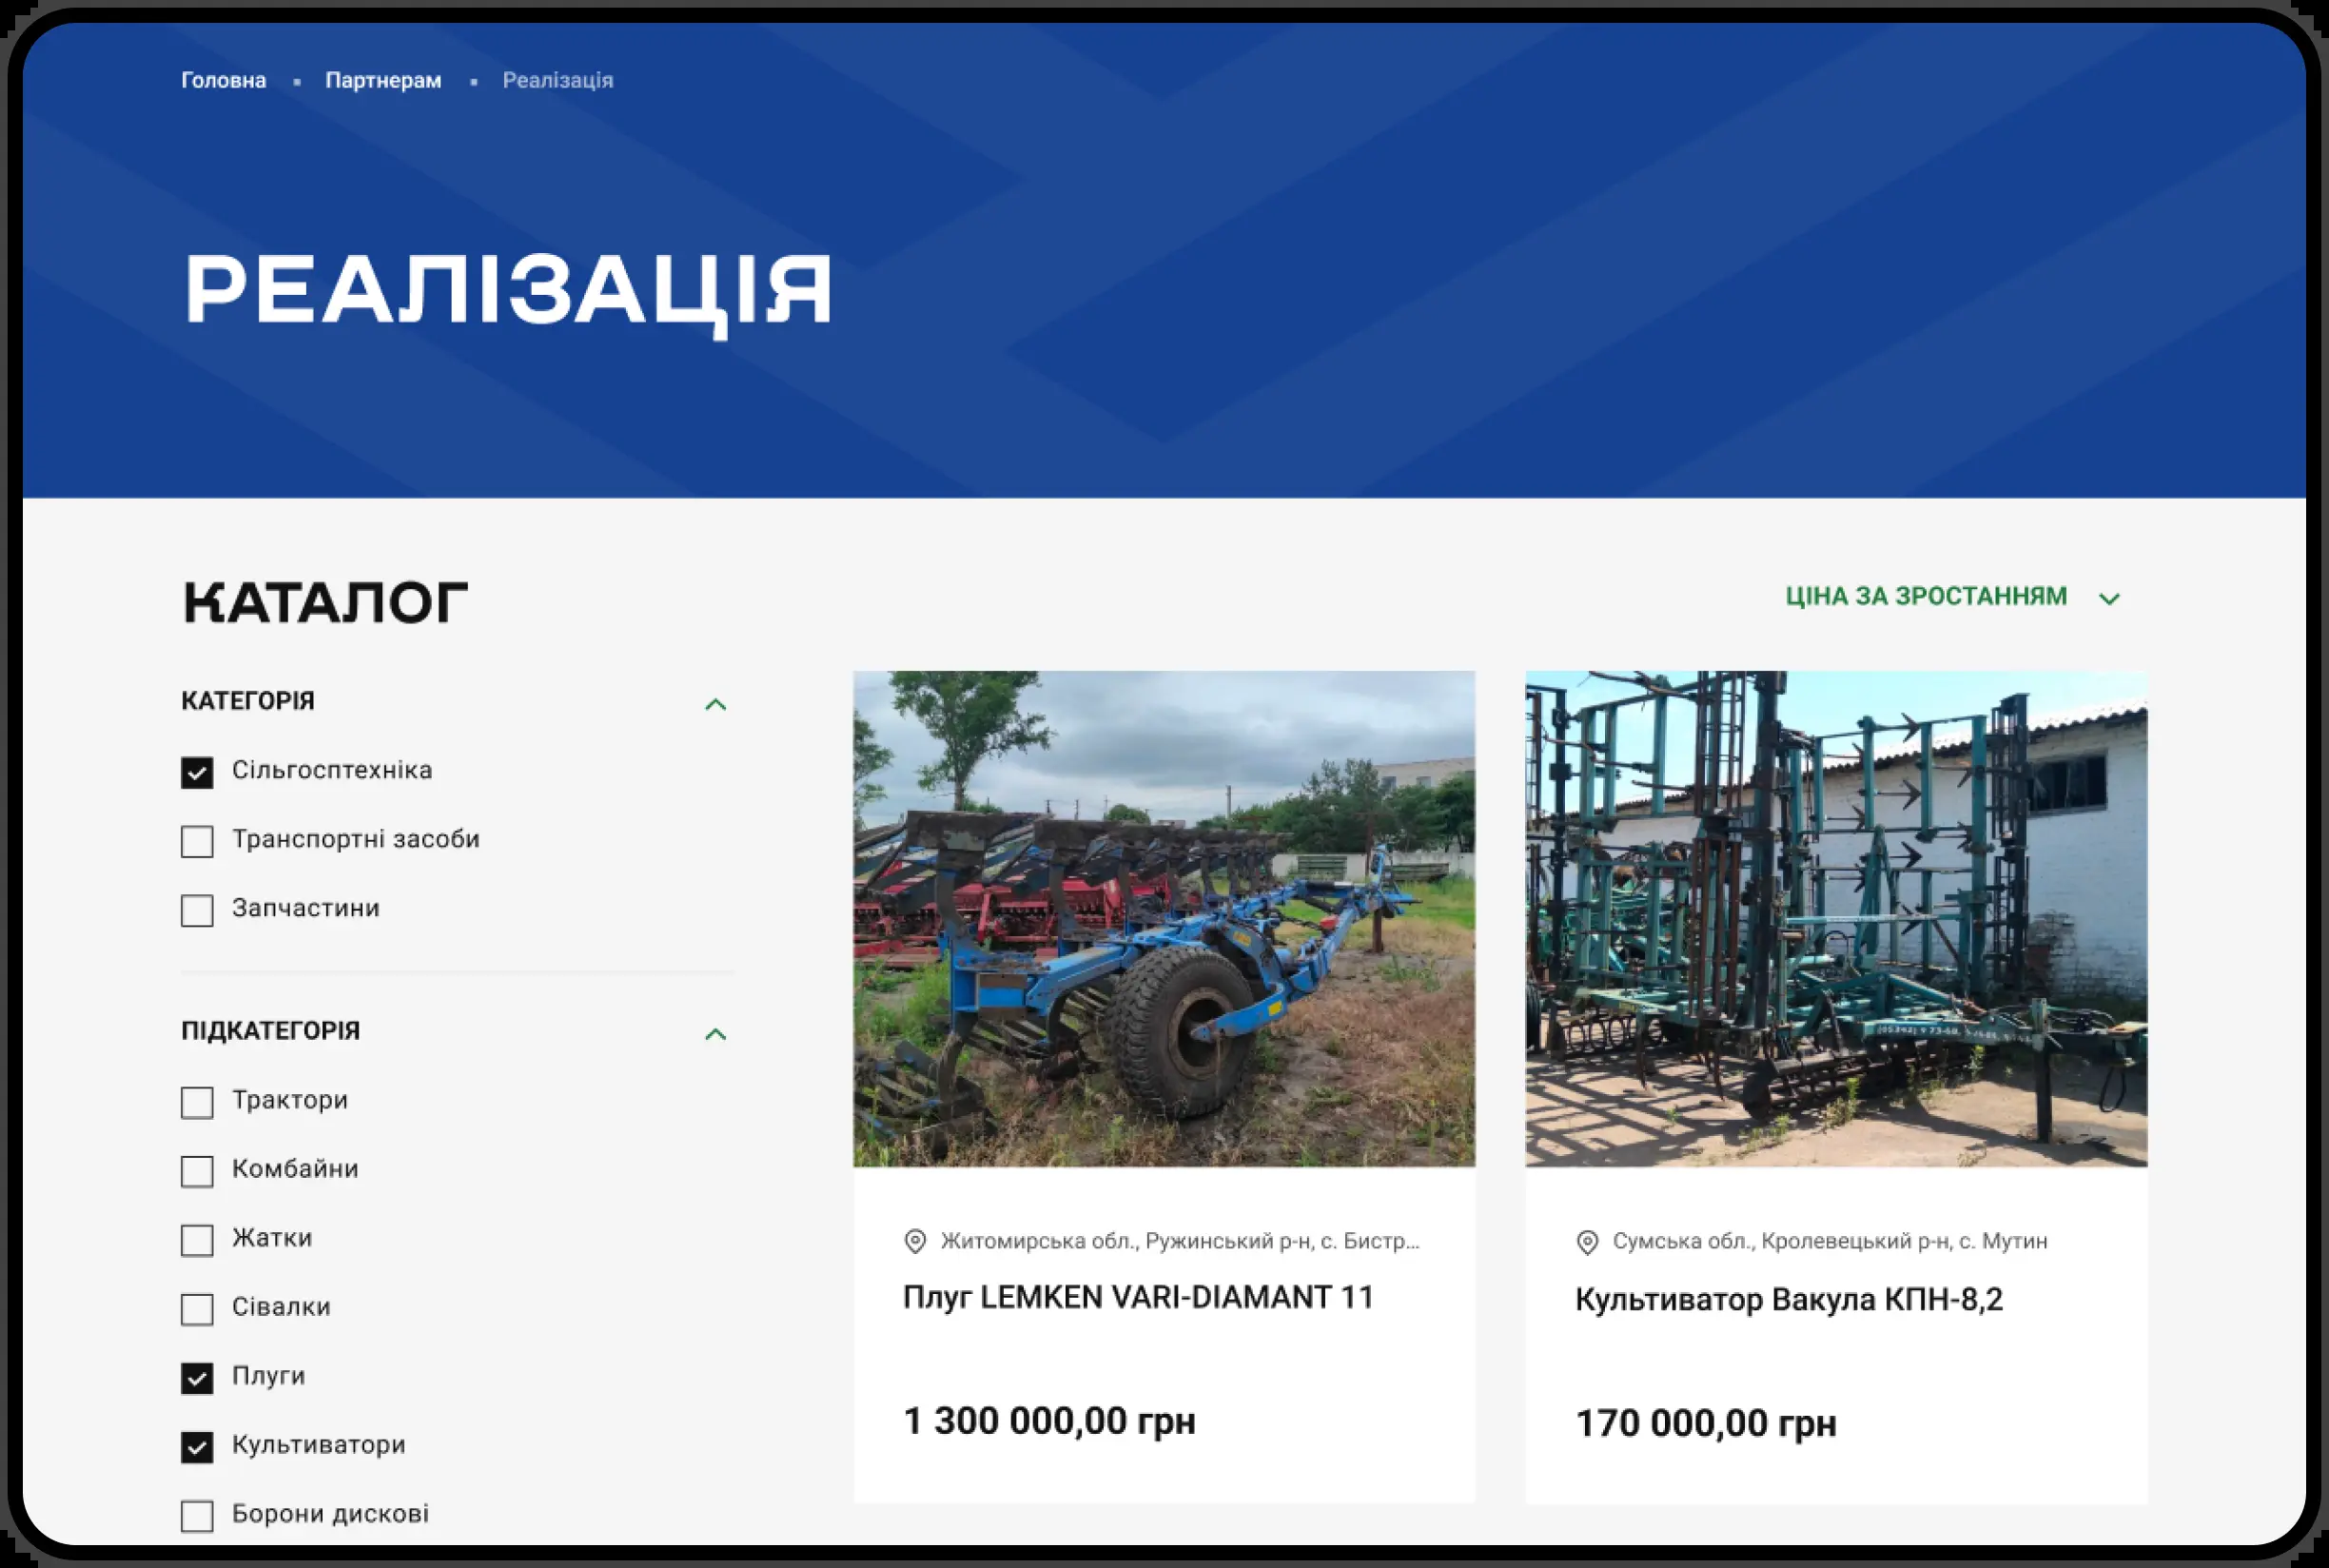 Головна ▪ Партнерам ▪ Реалізація
РЕАЛІЗАЦІЯ
КАТАЛОГ
ЦІНА ЗА ЗРОСТАННЯМ
КАТЕГОРІЯ
Сільгосптехніка
Транспортні засоби
Запчастини
ПІДКАТЕГОРІЯ
Трактори
Комбайни
Жатки
Сівалки
Плуги
Культиватори
Борони дискові
Житомирська обл., Ружинський р-н, с. Бистр...
Плуг LEMKEN VARI-DIAMANT 11
1 300 000,00 грн
Сумська обл., Кролевецький р-н, с. Мутин
Культиватор Вакула КПН-8,2
170 000,00 грн